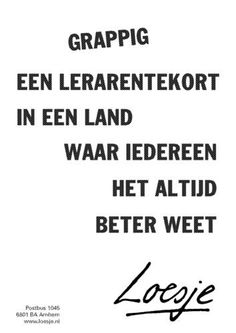 GRAPPIG
EEN LERARENTEKORT
IN EEN LAND
WAAR IEDEREEN
HET ALTIJD
BETER WEET
Loesje
Postbus 1045
6801 BA Arnhem
www.loesje.nl